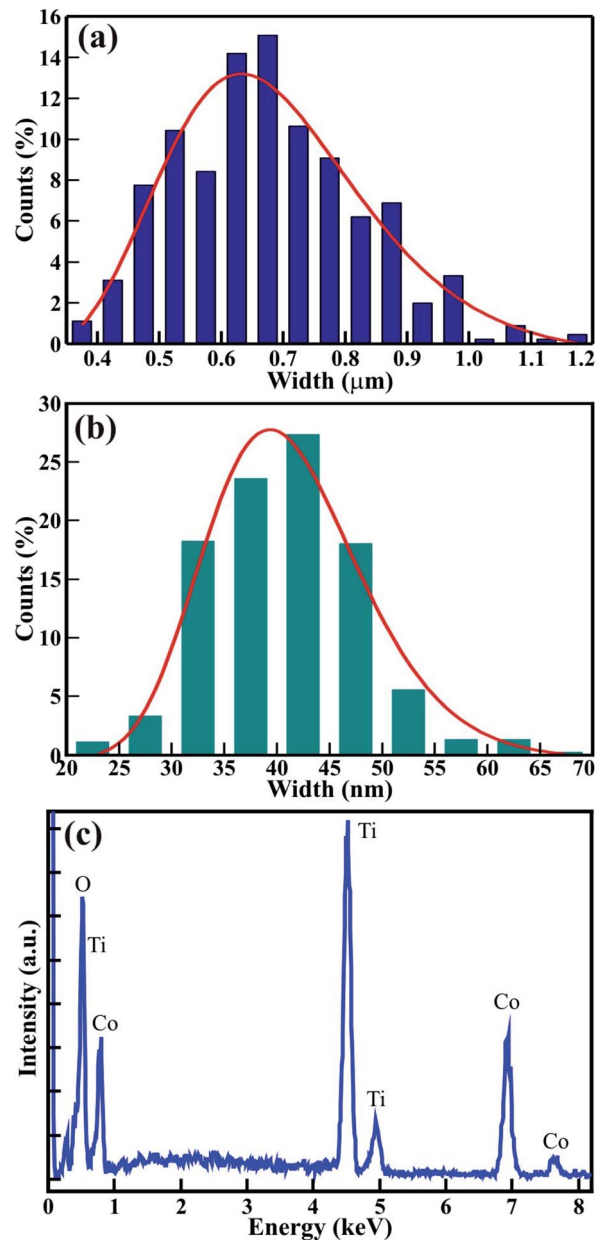 (a)
16
14
12
10
8
6
4
2
0
Counts (%)
0.4 0.5 0.6 0.7 0.8 0.9 1.0 1.1 1.2
Width (μm)
(b)
30
25
20
15
10
5
0
Counts (%)
20 25 30 35 40 45 50 55 60 65 70
Width (nm)
(c)
Intensity (a.u.)
O
Ti
Co
Ti
Ti
Co
Co
0 1 2 3 4 5 6 7 8
Energy (keV)